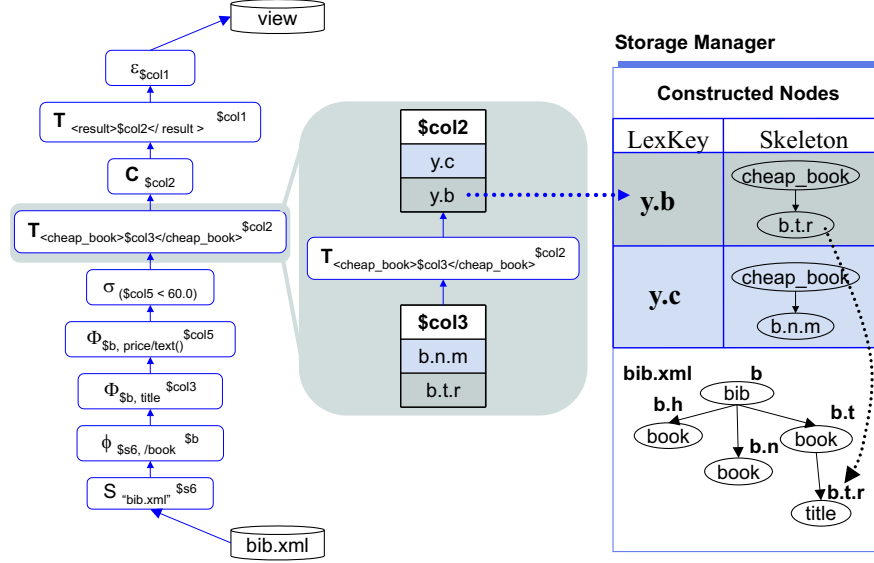 view
ε $col1
T <result>$col2</ result > $col1
C $col2
T <cheap_book>$col3</cheap_book> $col2
σ ($col5 < 60.0)
Φ $b, price/text() $col5
Φ $b, title $col3
ϕ $s6, /book $b
S “bib.xml” $s6
bib.xml
$col2
y.c
y.b
T <cheap_book>$col3</cheap_book> $col2
$col3
b.n.m
b.t.r
Storage Manager
Constructed Nodes
LexKey Skeleton
y.b
cheap_book
b.t.r
y.c
cheap_book
b.n.m
bib.xml
b
bib
b.h
book
b.n
book
b.t
book
b.t.r
title